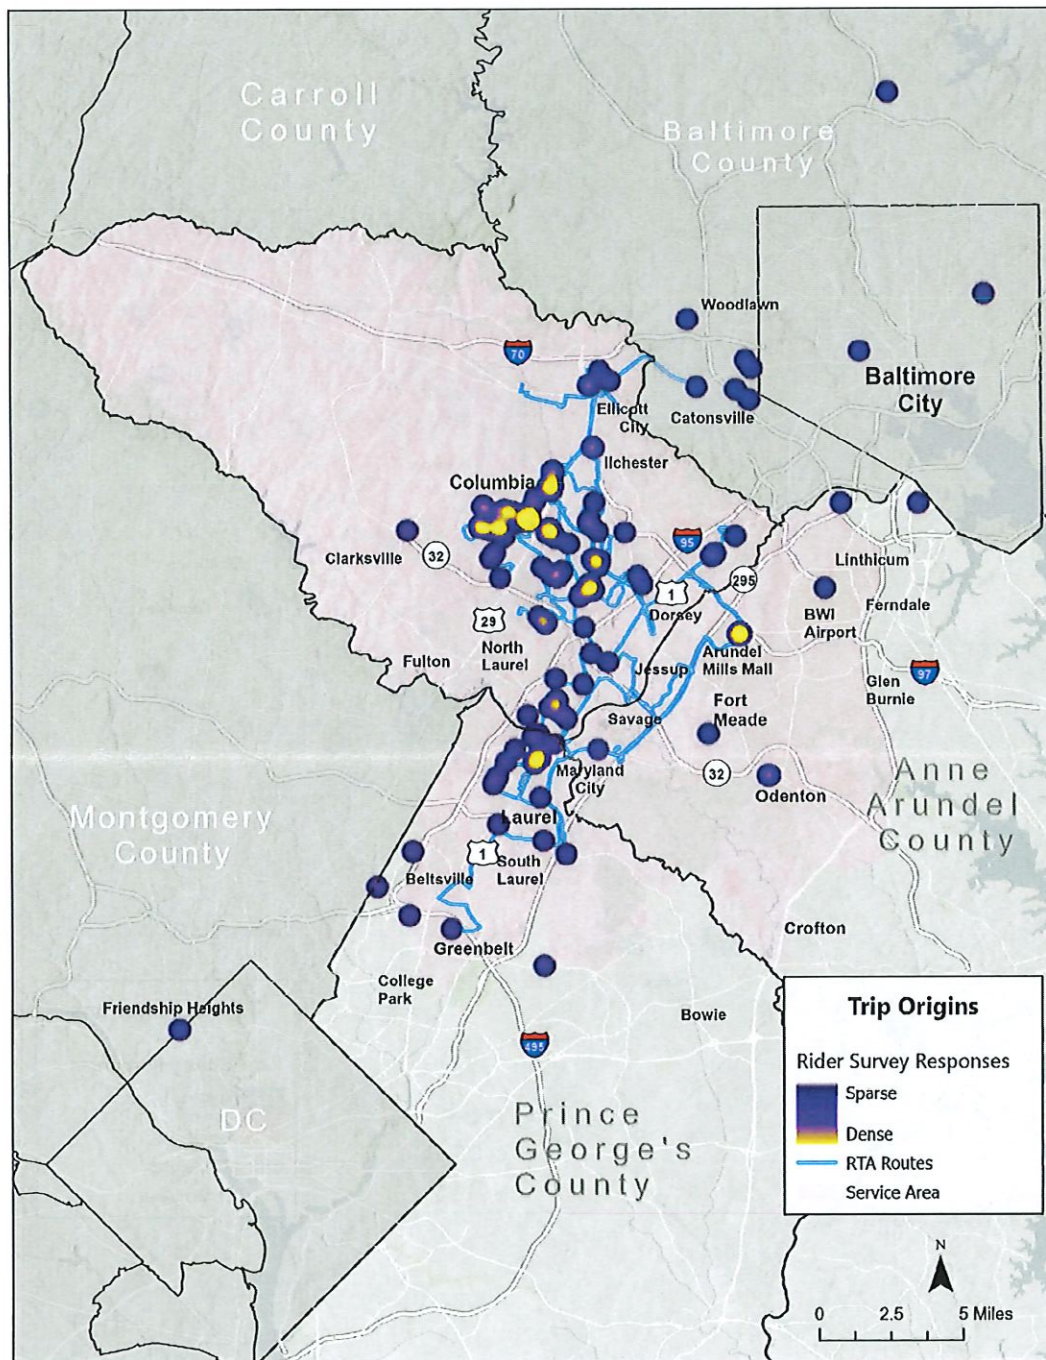 Carroll
County
Baltimore
County
Woodlawn
70
Baltimore
City
Ellicott
City
Catonsville
Ilchester
Columbia
95
Clarksville
32
Linthicum
295
1
BWI
Airport
Ferndale
Dorsey
29
North
Laurel
Arundel
Mills Mall
Fulton
Jessup
97
Glen
Burnie
Fort
Meade
Savage
Maryland
City
32
Odenton
Anne
Arundel
County
Montgomery
County
Laurel
1
South
Laurel
Beltsville
Greenbelt
Crofton
College
Park
Friendship Heights
Bowie
495
DC
Prince
George's
County
Trip Origins
Rider Survey Responses
Sparse
Dense
RTA Routes
Service Area
N
0 2.5 5 Miles